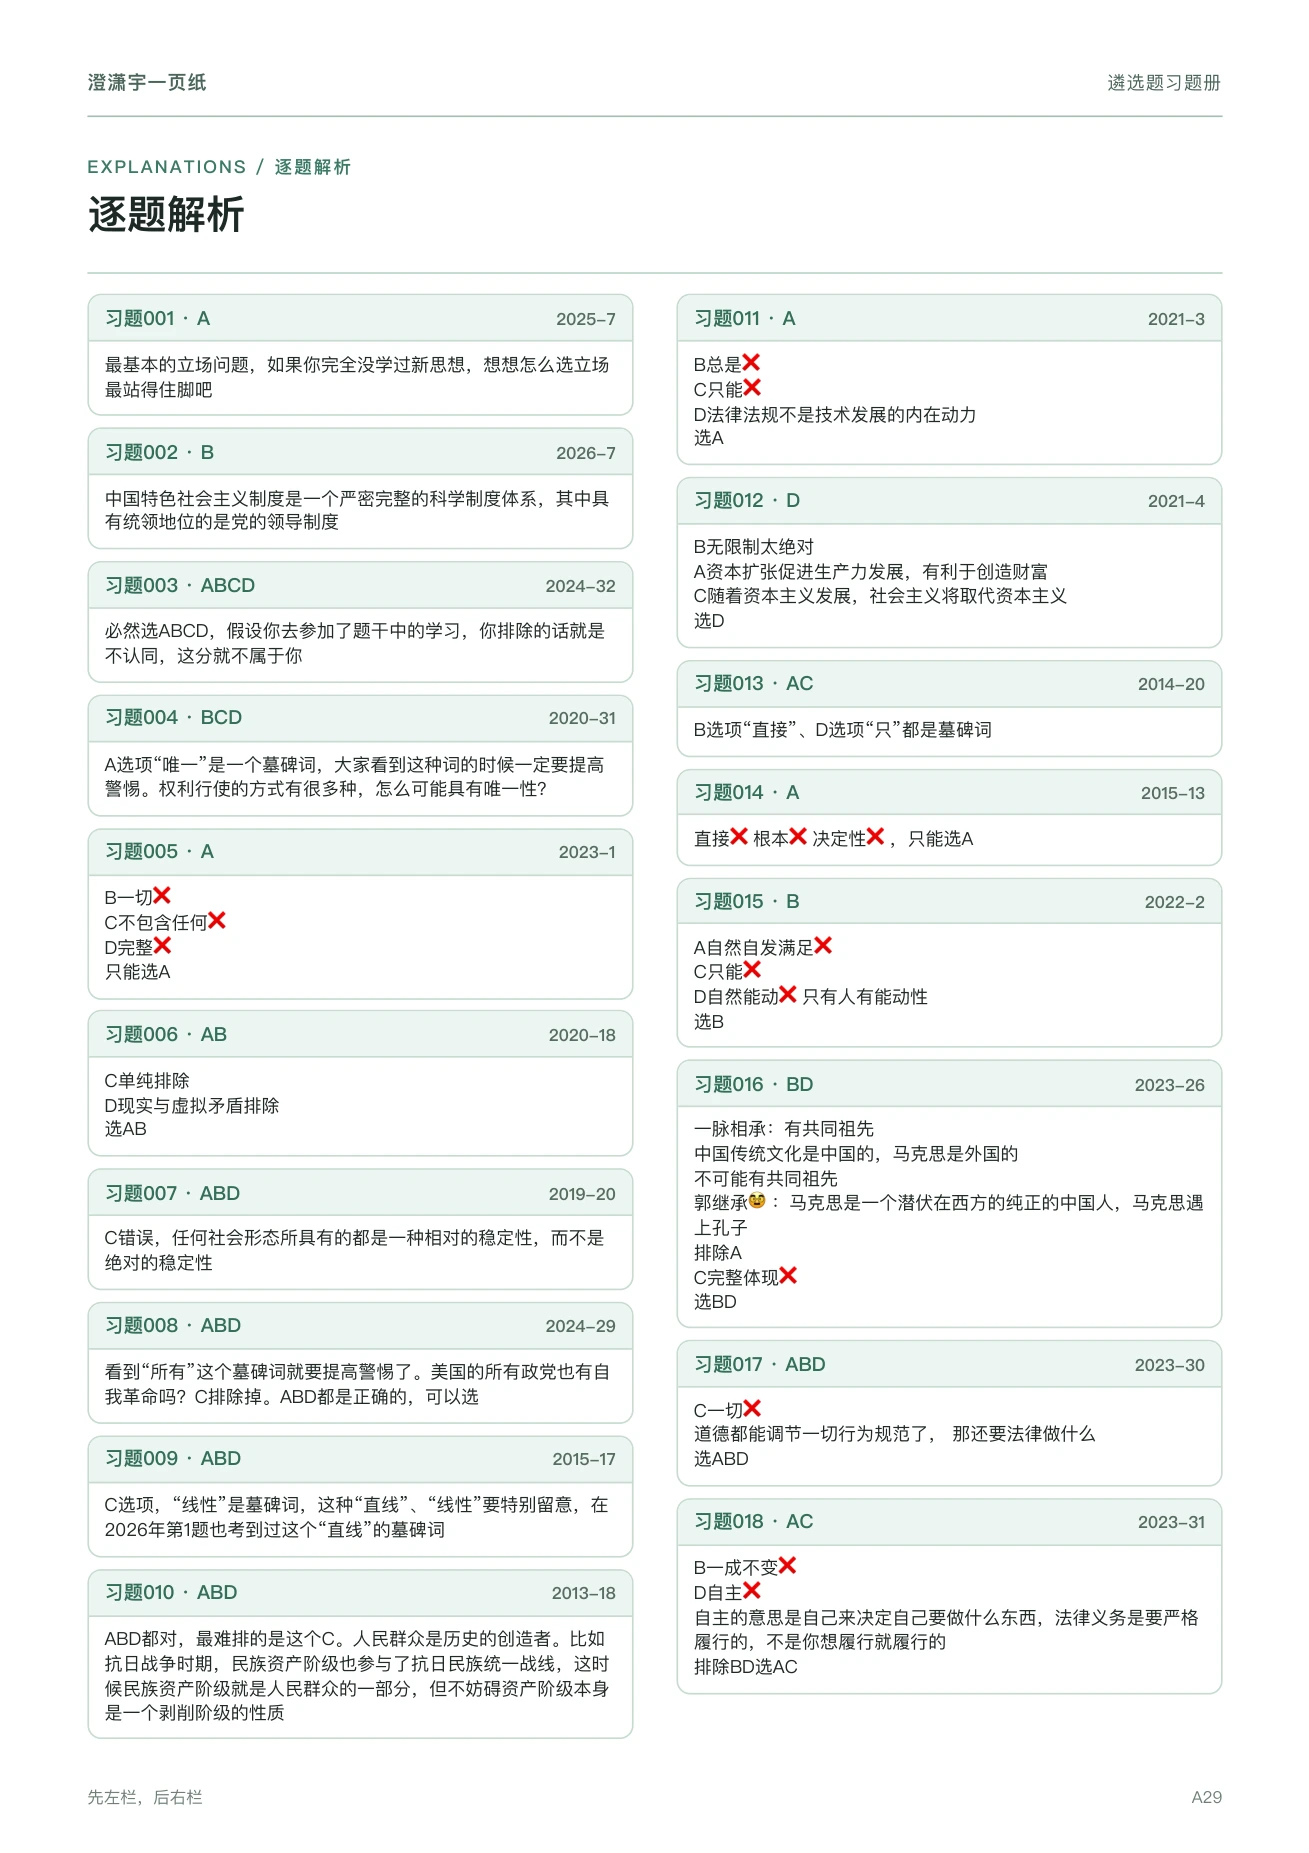 澄潇宇一页纸
遴选题习题册
EXPLANATIONS / 逐题解析
逐题解析
习题001 · A 2025–7
最基本的立场问题，如果你完全没学过新思想，想想怎么选立场
最站得住脚吧
习题002 · B 2026–7
中国特色社会主义制度是一个严密完整的科学制度体系，其中具
有统领地位的是党的领导制度
习题003 · ABCD 2024–32
必然选ABCD，假设你去参加了题干中的学习，你排除的话就是
不认同，这分就不属于你
习题004 · BCD 2020–31
A选项“唯一”是一个墓碑词，大家看到这种词的时候一定要提高
警惕。权利行使的方式有很多种，怎么可能具有唯一性？
习题005 · A 2023–1
B一切❌
C不包含任何❌
D完整❌
只能选A
习题006 · AB 2020–18
C单纯排除
D现实与虚拟矛盾排除
选AB
习题007 · ABD 2019–20
C错误，任何社会形态所具有的都是一种相对的稳定性，而不是
绝对的稳定性
习题008 · ABD 2024–29
看到“所有”这个墓碑词就要提高警惕了。美国的所有政党也有自
我革命吗？C排除掉。ABD都是正确的，可以选
习题009 · ABD 2015–17
C选项，“线性”是墓碑词，这种“直线”、“线性”要特别留意，在
2026年第1题也考到过这个“直线”的墓碑词
习题010 · ABD 2013–18
ABD都对，最难排的是这个C。人民群众是历史的创造者。比如
抗日战争时期，民族资产阶级也参与了抗日民族统一战线，这时
候民族资产阶级就是人民群众的一部分，但不妨碍资产阶级本身
是一个剥削阶级的性质
习题011 · A 2021–3
B总是❌
C只能❌
D法律法规不是技术发展的内在动力
选A
习题012 · D 2021–4
B无限制太绝对
A资本扩张促进生产力发展，有利于创造财富
C随着资本主义发展，社会主义将取代资本主义
选D
习题013 · AC 2014–20
B选项“直接”、D选项“只”都是墓碑词
习题014 · A 2015–13
直接❌ 根本❌ 决定性❌ ，只能选A
习题015 · B 2022–2
A自然自发满足❌
C只能❌
D自然能动❌ 只有人有能动性
选B
习题016 · BD 2023–26
一脉相承：有共同祖先
中国传统文化是中国的，马克思是外国的
不可能有共同祖先
郭继承🥸：马克思是一个潜伏在西方的纯正的中国人，马克思遇
上孔子
排除A
C完整体现❌
选BD
习题017 · ABD 2023–30
C一切❌
道德都能调节一切行为规范了， 那还要法律做什么
选ABD
习题018 · AC 2023–31
B一成不变❌
D自主❌
自主的意思是自己来决定自己要做什么东西，法律义务是要严格
履行的，不是你想履行就履行的
排除BD选AC
先左栏，后右栏
A29